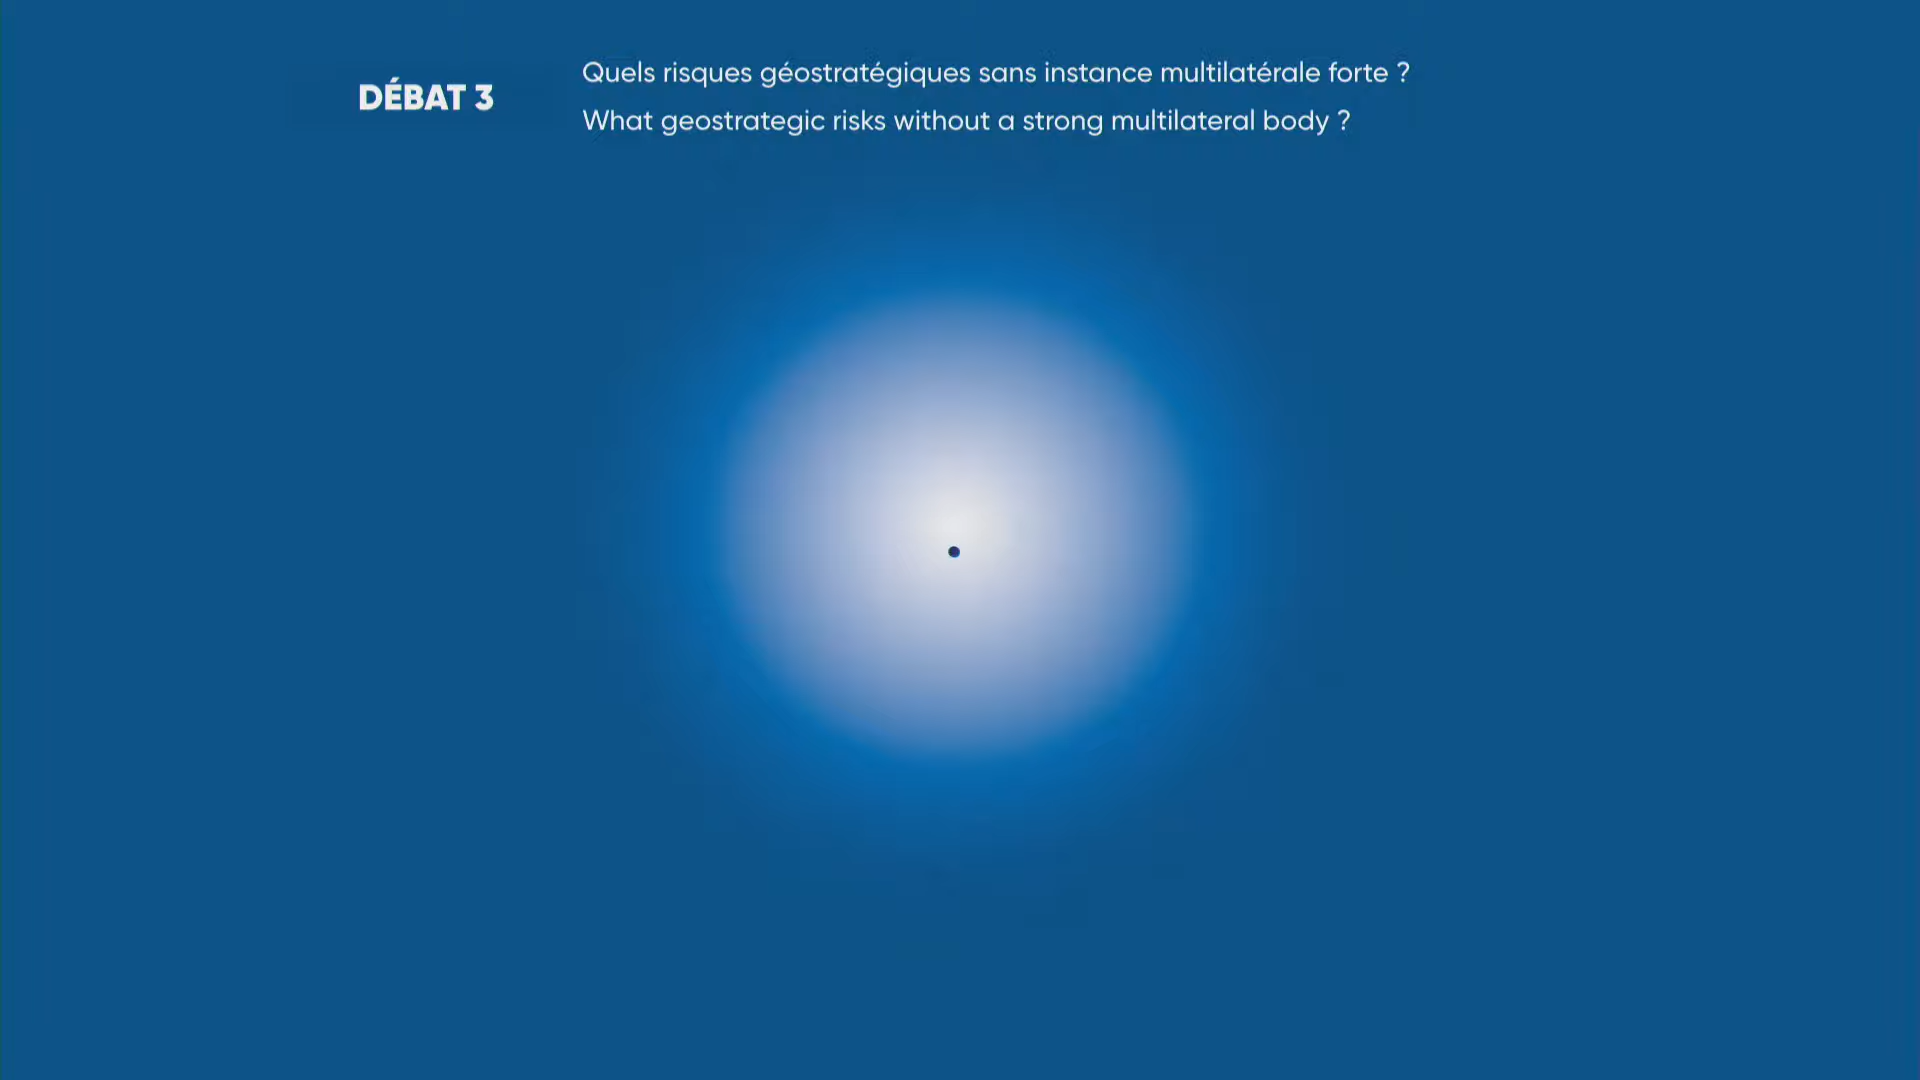 DÉBAT 3
Quels risques géostratégiques sans instance multilatérale forte ?
What geostrategic risks without a strong multilateral body ?